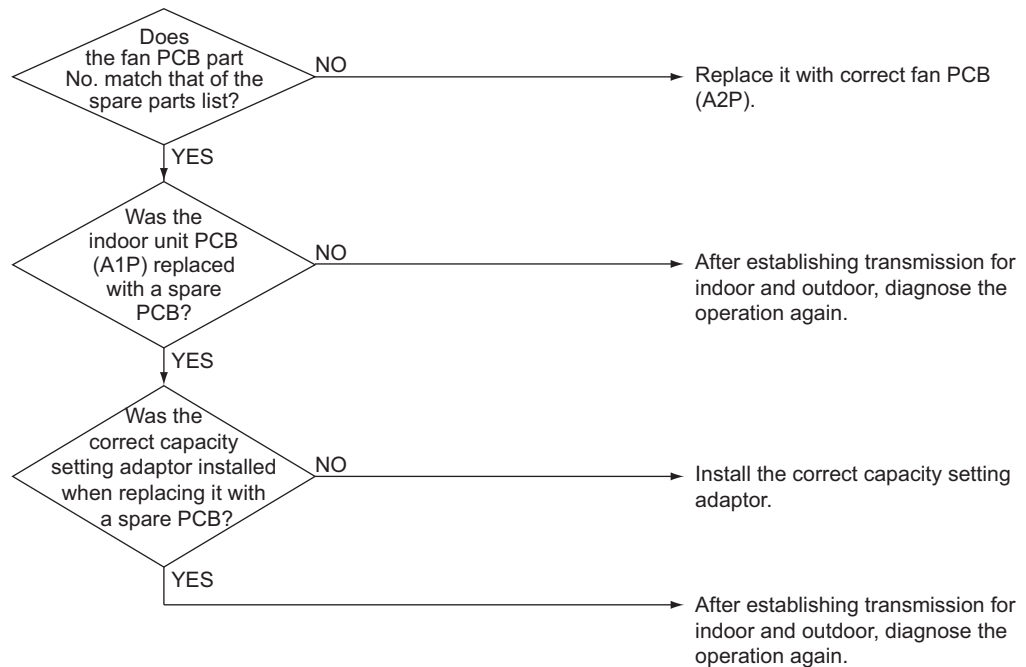 Does
the fan PCB part
No. match that of the
spare parts list?
NO
Replace it with correct fan PCB
(A2P).
YES
Was the
indoor unit PCB
(A1P) replaced
with a spare
PCB?
NO
After establishing transmission for
indoor and outdoor, diagnose the
operation again.
YES
Was the
correct capacity
setting adaptor installed
when replacing it with
a spare PCB?
NO
Install the correct capacity setting
adaptor.
YES
After establishing transmission for
indoor and outdoor, diagnose the
operation again.